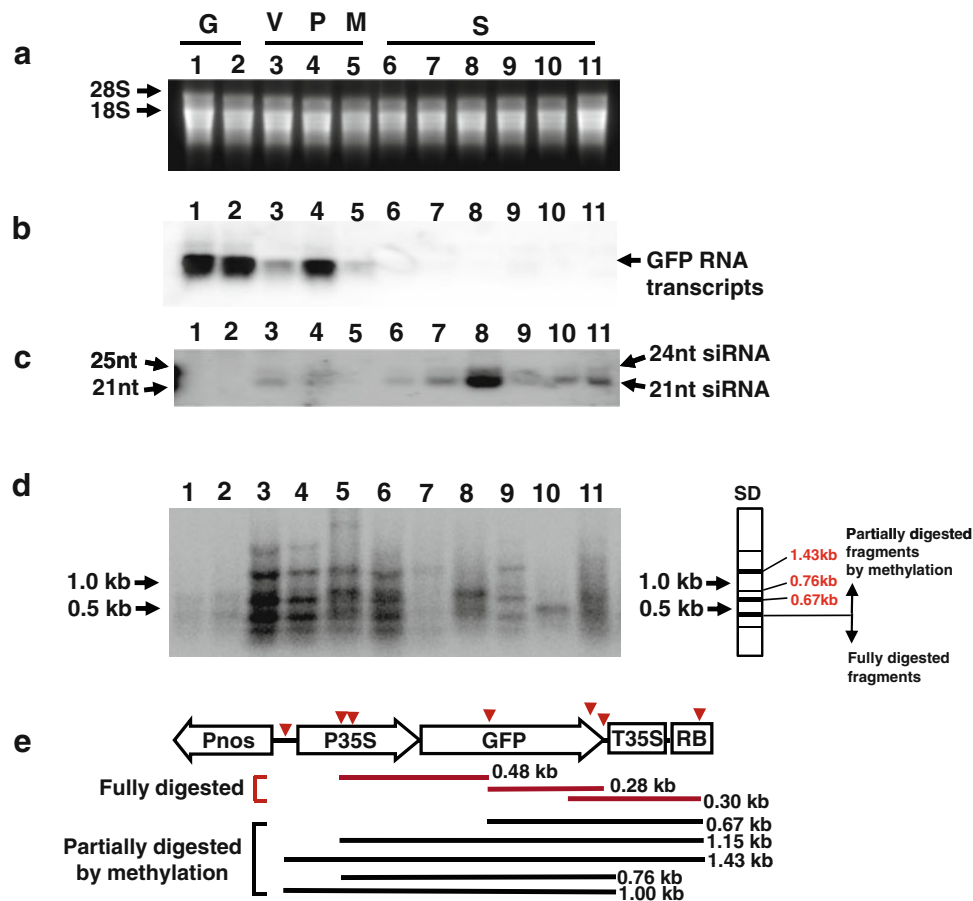 G V P M S
a
1 2 3 4 5 6 7 8 9 10 11
28S
18S
b
1 2 3 4 5 6 7 8 9 10 11
GFP RNA
transcripts
c
1 2 3 4 5 6 7 8 9 10 11
25nt
21nt
24nt siRNA
21nt siRNA
d
1 2 3 4 5 6 7 8 9 10 11
1.0 kb
0.5 kb
SD
1.0 kb
0.5 kb
1.43kb
0.76kb
0.67kb
Partially digested
fragments
by methylation
Fully digested
fragments
e
Pnos P35S GFP T35S RB
Fully digested
0.48 kb
0.28 kb
0.30 kb
Partially digested
by methylation
0.67 kb
1.15 kb
1.43 kb
0.76 kb
1.00 kb